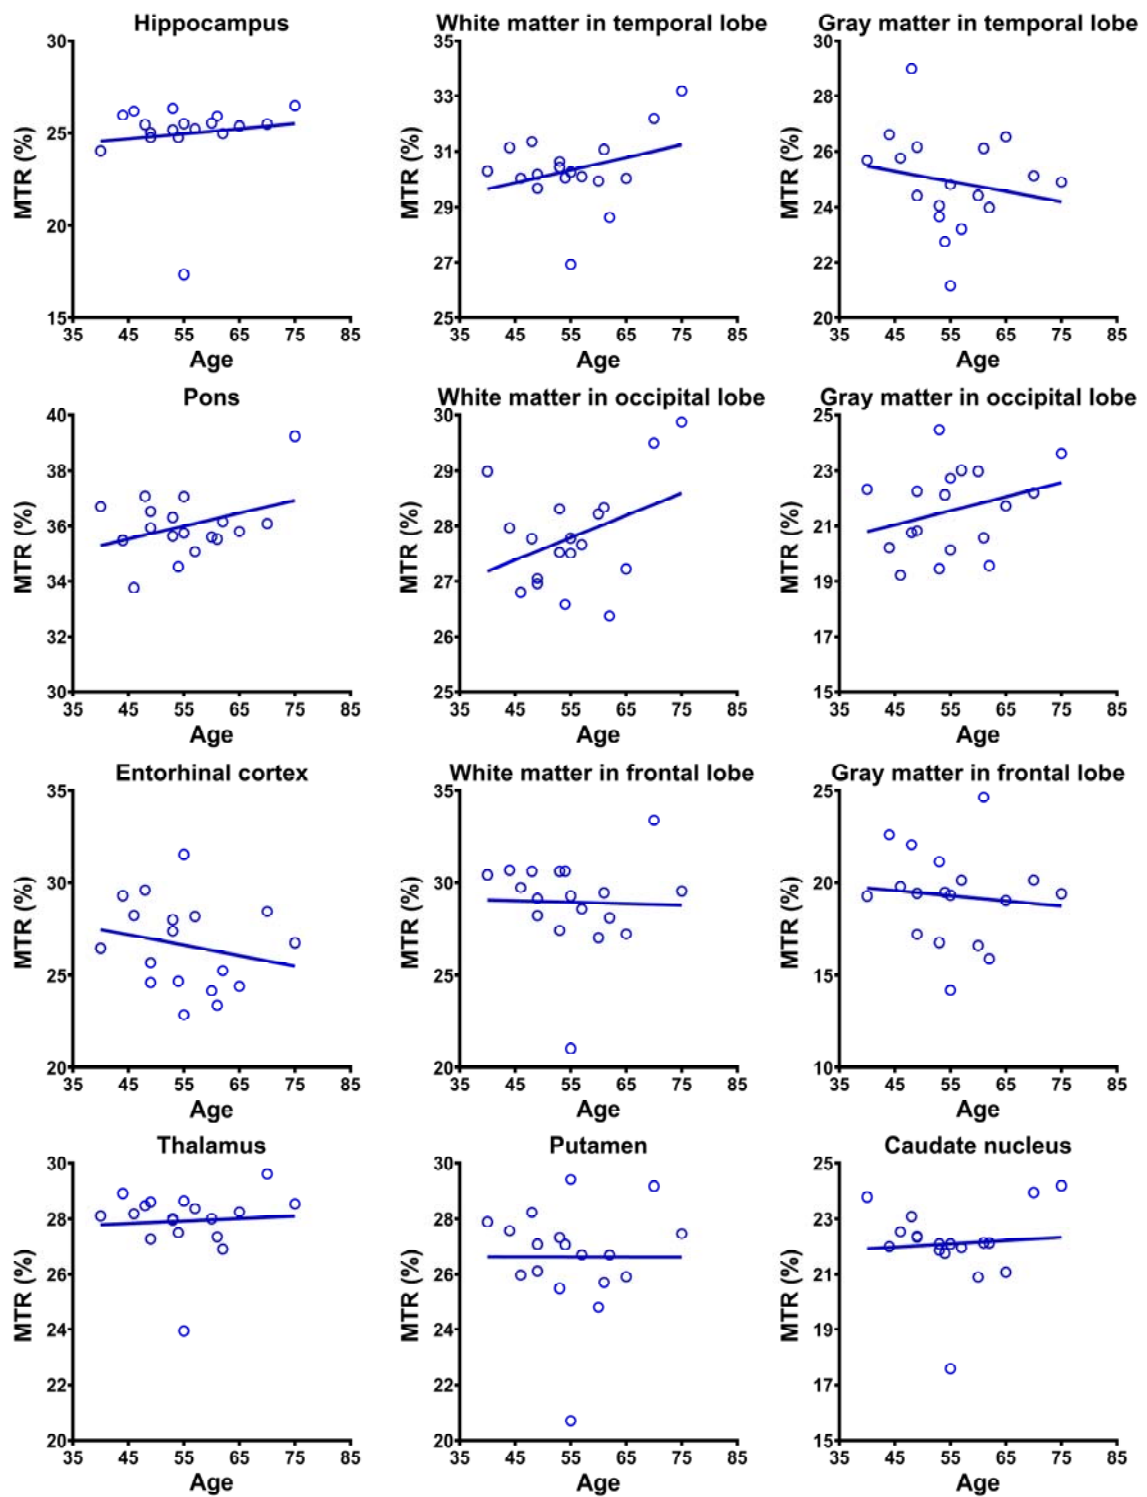 Hippocampus
MTR (%)
30
25
20
15
35 45 55 65 75 85
Age
White matter in temporal lobe
MTR (%)
35
33
31
29
27
25
35 45 55 65 75 85
Age
Gray matter in temporal lobe
MTR (%)
30
28
26
24
22
20
35 45 55 65 75 85
Age
Pons
MTR (%)
40
38
36
34
32
30
35 45 55 65 75 85
Age
White matter in occipital lobe
MTR (%)
30
29
28
27
26
25
35 45 55 65 75 85
Age
Gray matter in occipital lobe
MTR (%)
25
23
21
19
17
15
35 45 55 65 75 85
Age
Entorhinal cortex
MTR (%)
35
30
25
20
35 45 55 65 75 85
Age
White matter in frontal lobe
MTR (%)
35
30
25
20
35 45 55 65 75 85
Age
Gray matter in frontal lobe
MTR (%)
25
20
15
10
35 45 55 65 75 85
Age
Thalamus
MTR (%)
30
28
26
24
22
20
35 45 55 65 75 85
Age
Putamen
MTR (%)
30
28
26
24
22
20
35 45 55 65 75 85
Age
Caudate nucleus
MTR (%)
25
23
21
19
17
15
35 45 55 65 75 85
Age